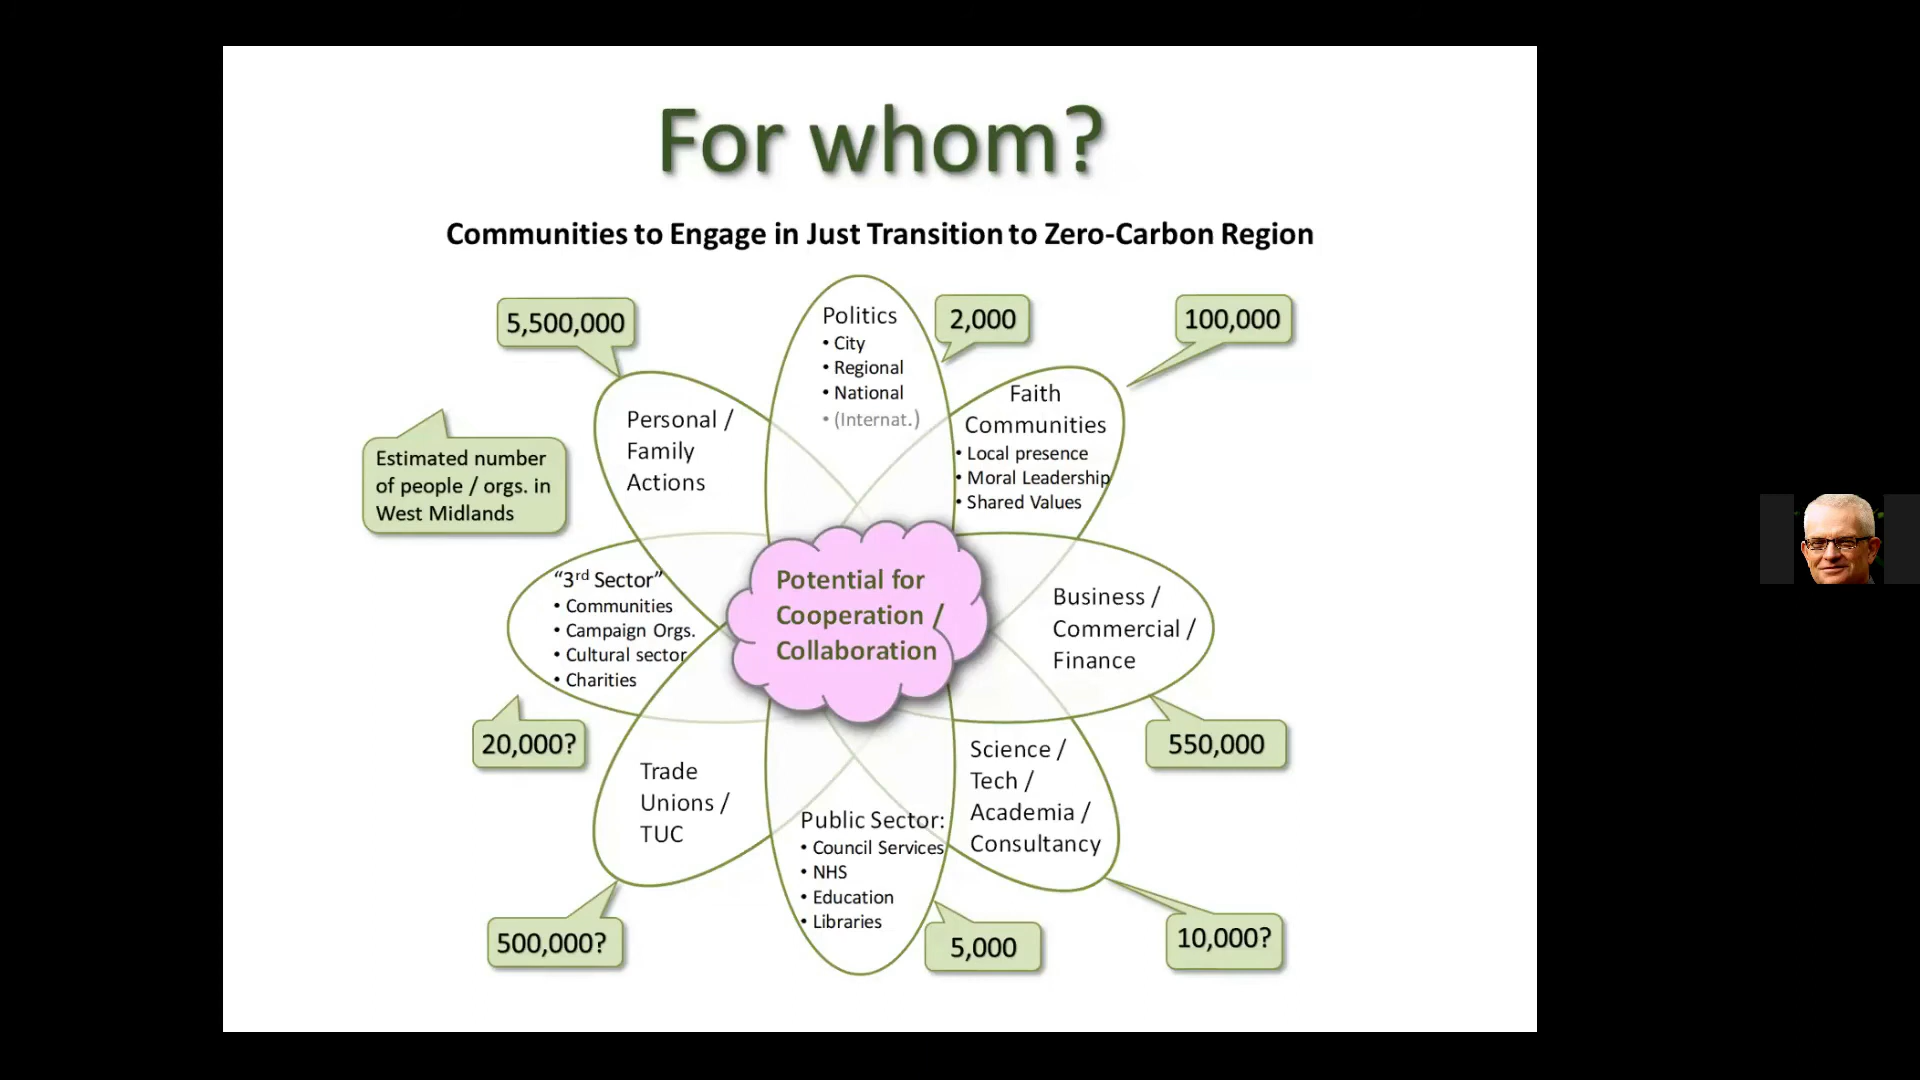 For whom?
Communities to Engage in Just Transition to Zero-Carbon Region
5,500,000
Politics
• City
• Regional
• National
• (Internat.)
2,000
100,000
Estimated number
of people / orgs. in
West Midlands
Personal /
Family
Actions
Faith
Communities
• Local presence
• Moral Leadership
• Shared Values
“3rd Sector”
• Communities
• Campaign Orgs.
• Cultural sector
• Charities
Potential for
Cooperation /
Collaboration
Business /
Commercial /
Finance
20,000?
550,000
Trade
Unions /
TUC
Public Sector:
• Council Services
• NHS
• Education
• Libraries
Science /
Tech /
Academia /
Consultancy
500,000?
5,000
10,000?